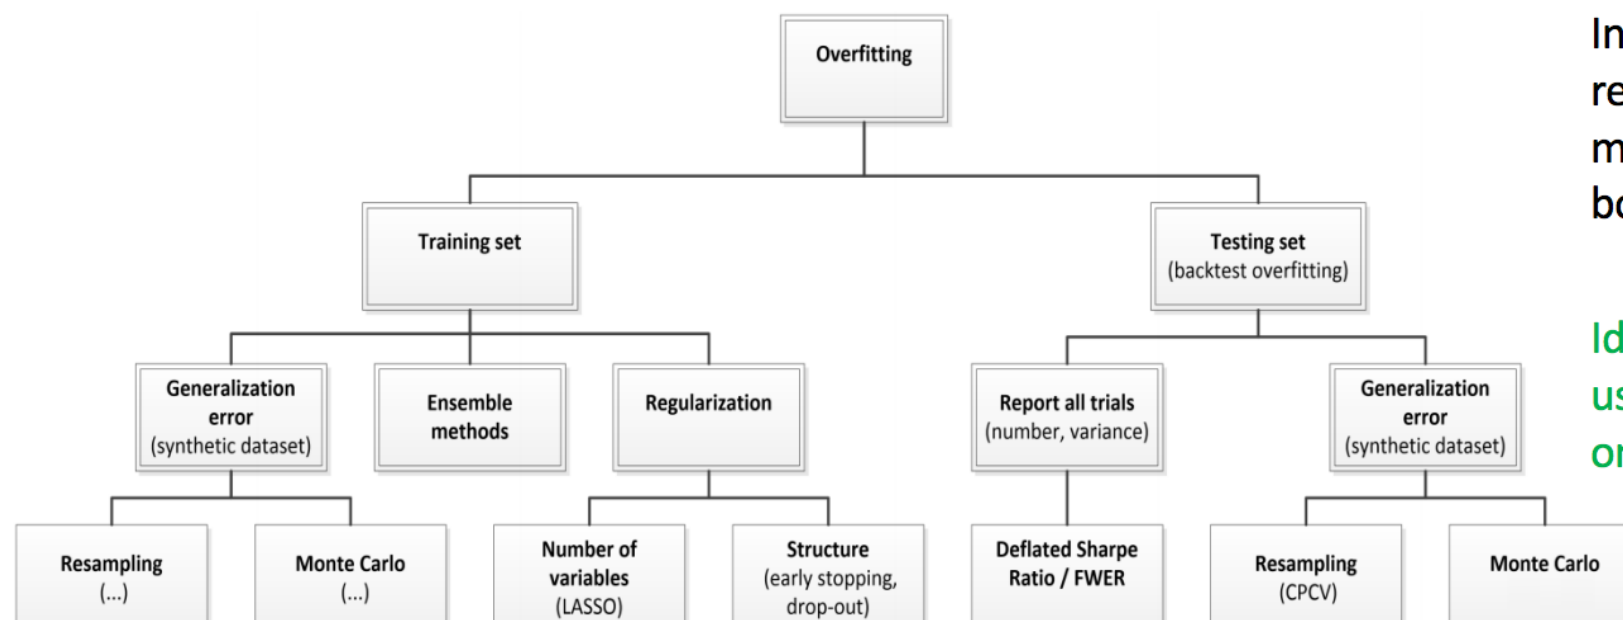 Overfitting
Training set
Testing set
(backtest overfitting)
Generalization
error
(synthetic dataset)
Ensemble
methods
Regularization
Report all trials
(number, variance)
Generalization
error
(synthetic dataset)
Resampling
(...)
Monte Carlo
(...)
Number of
variables
(LASSO)
Structure
(early stopping,
drop-out)
Deflated Sharpe
Ratio / FWER
Resampling
(CPCV)
Monte Carlo